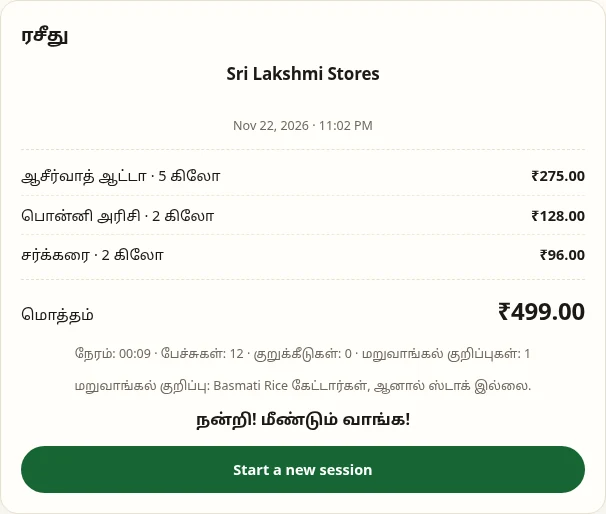 ரசீது
Sri Lakshmi Stores
Nov 22, 2026 · 11:02 PM
ஆசீர்வாத் ஆட்டா · 5 கிலோ ₹275.00
பொன்னி அரிசி · 2 கிலோ ₹128.00
சர்க்கரை · 2 கிலோ ₹96.00
மொத்தம் ₹499.00
நேரம்: 00:09 · பேச்சுகள்: 12 · குறுக்கீடுகள்: 0 · மறுவாங்கல் குறிப்புகள்: 1
மறுவாங்கல் குறிப்பு: Basmati Rice கேட்டார்கள், ஆனால் ஸ்டாக் இல்லை.
நன்றி! மீண்டும் வாங்க!
Start a new session